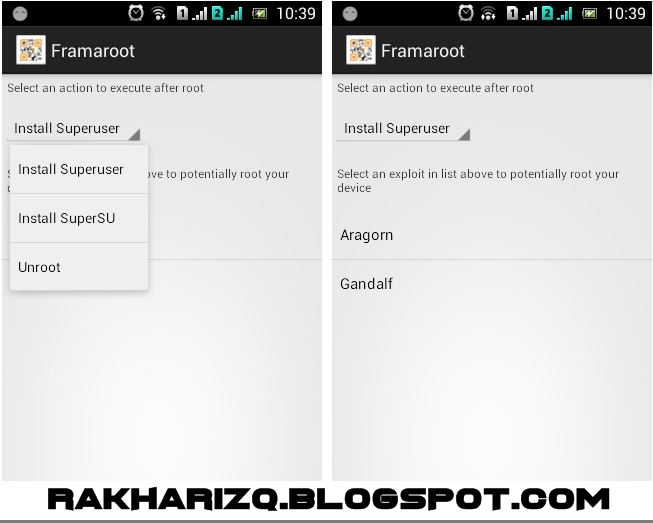 1 2 10:39
Framaroot
Select an action to execute after root
Install Superuser
Install Superuser
Install SuperSU
Unroot
ove to potentially root your
1 2 10:39
Framaroot
Select an action to execute after root
Install Superuser
Select an exploit in list above to potentially root your
device
Aragorn
Gandalf
RAKHARIZQ.BLOGSPOT.COM